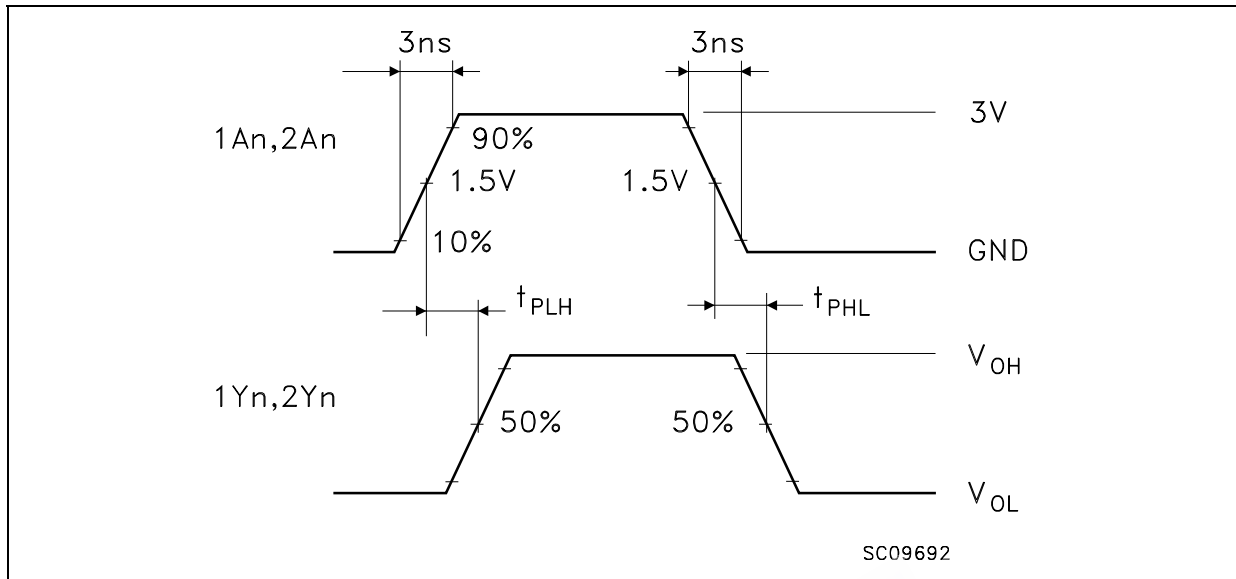 3ns 3ns
1An,2An 90% 3V
1.5V 1.5V
10% GND
tPLH tPHL
1Yn,2Yn VOH
50% 50%
VOL
SC09692